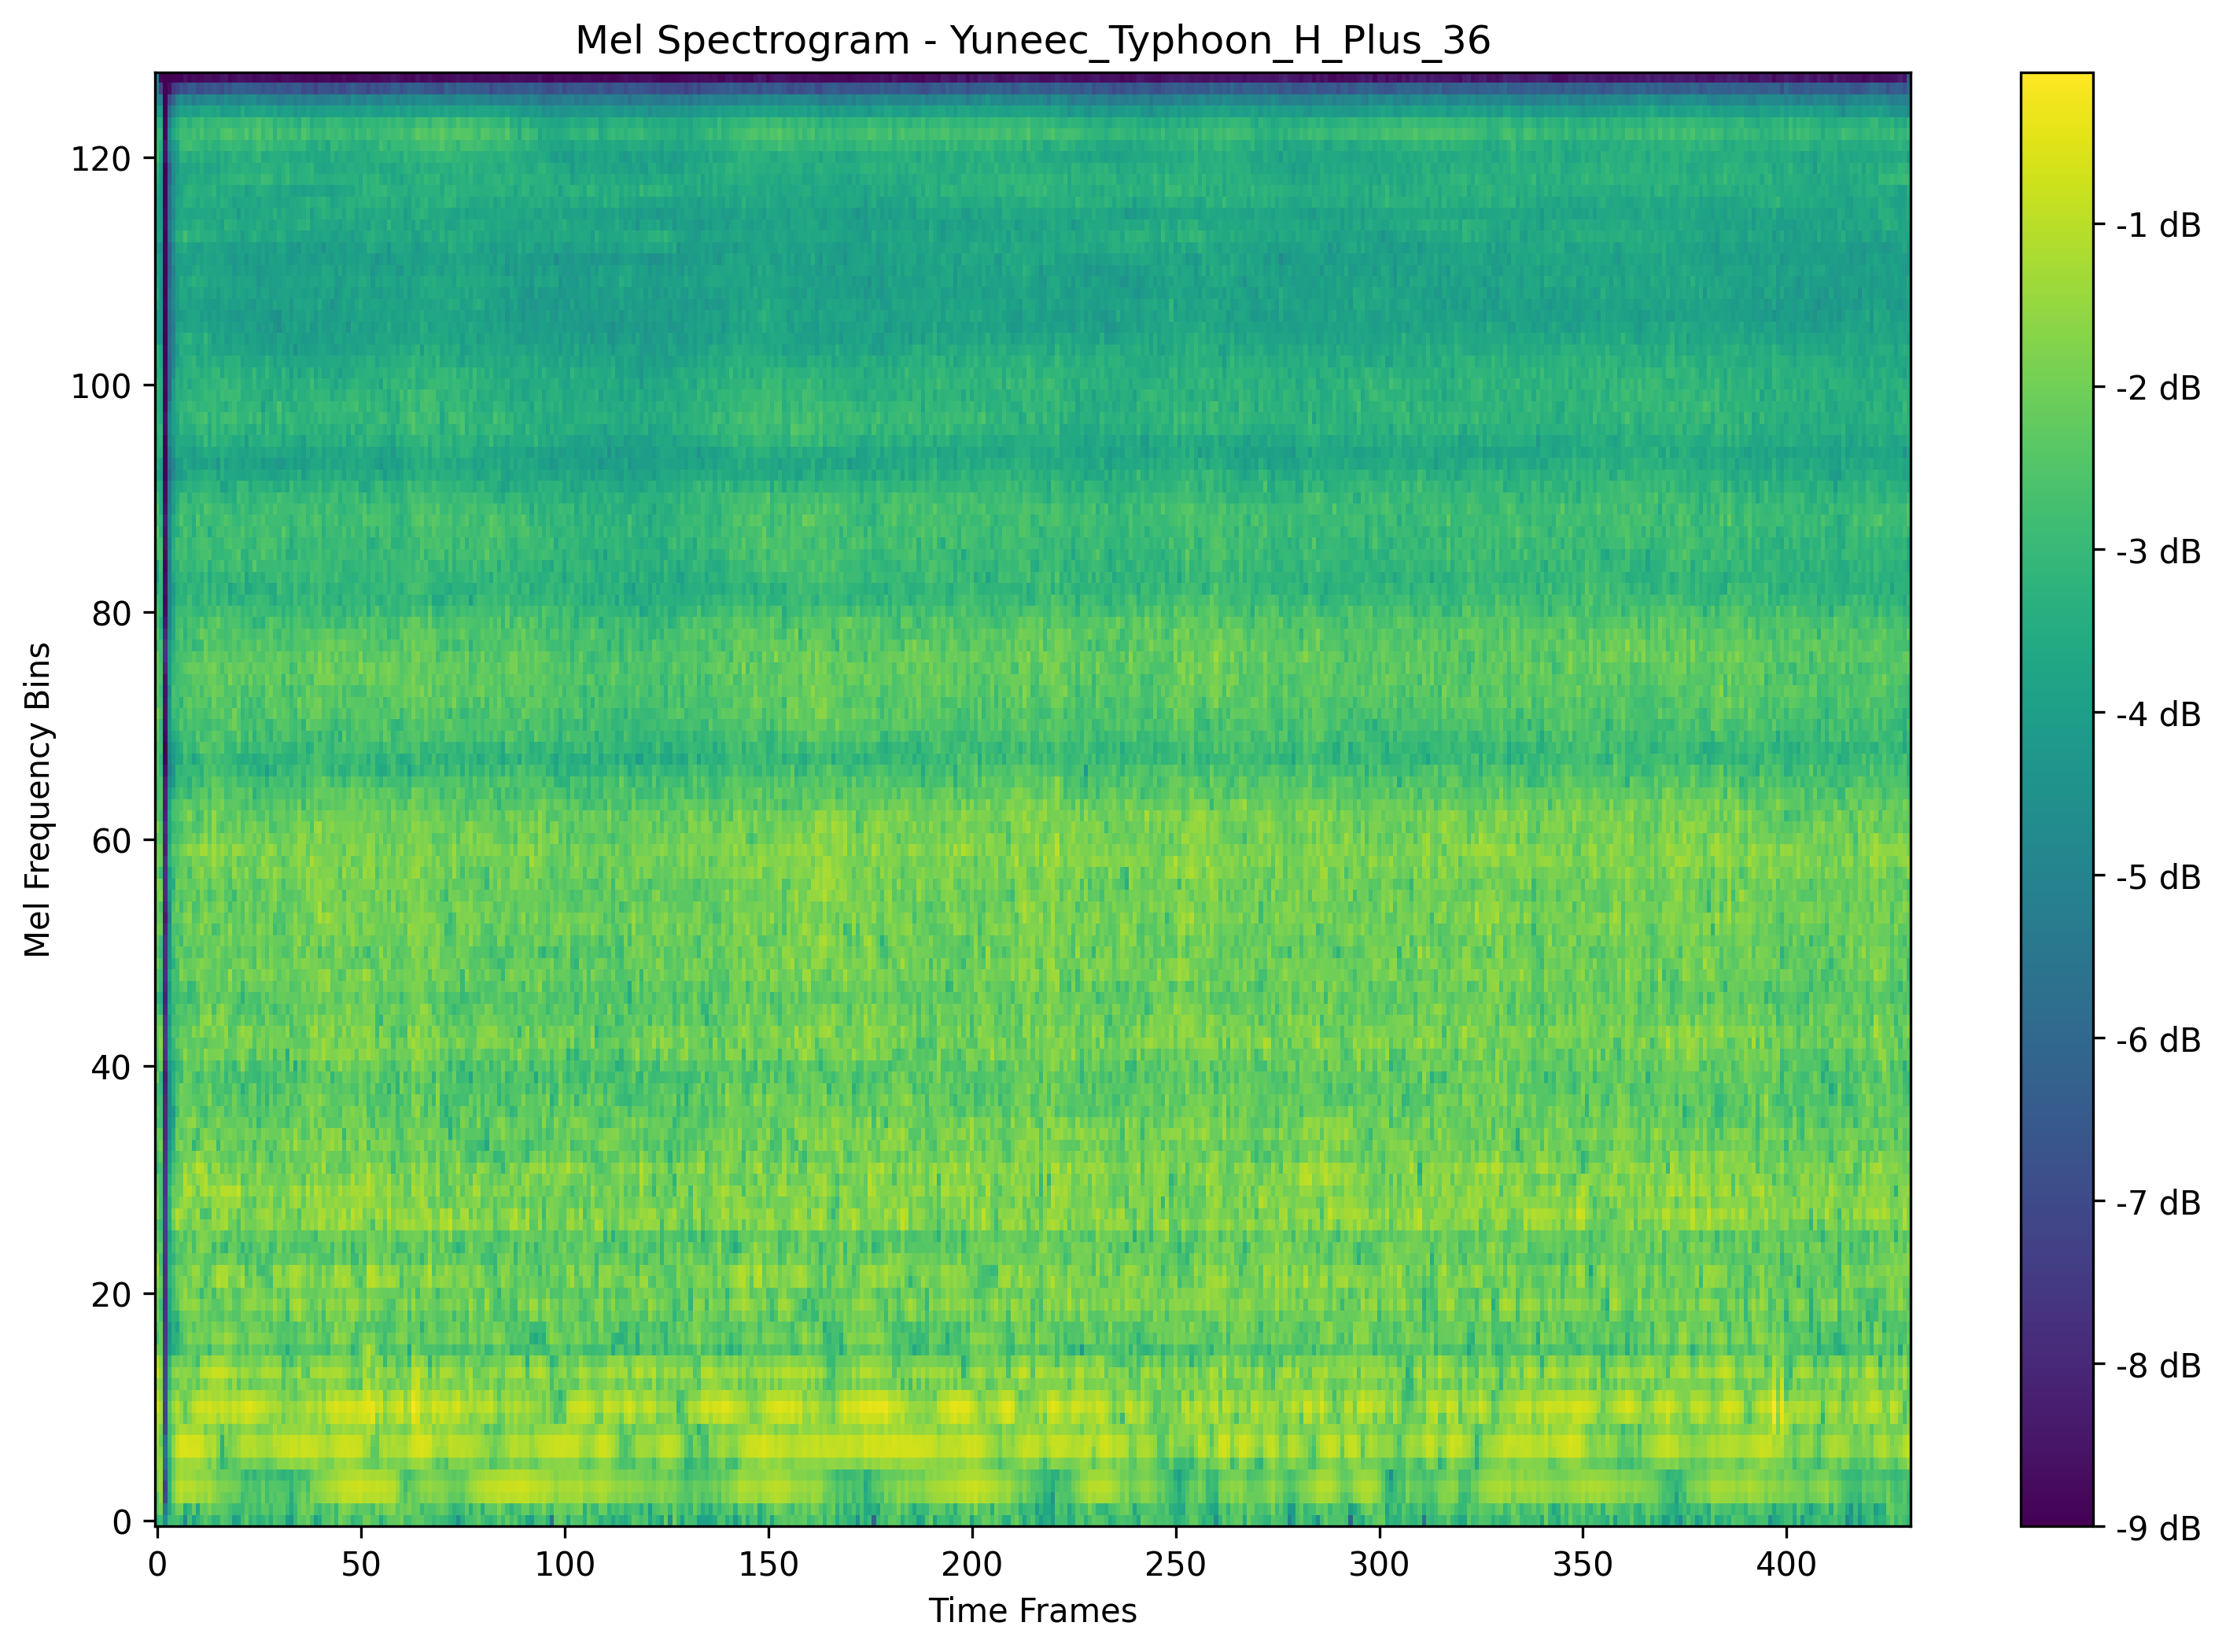 Mel Spectrogram - Yuneec_Typhoon_H_Plus_36
Mel Frequency Bins
120
100
80
60
40
20
0
0 50 100 150 200 250 300 350 400
Time Frames
-1 dB
-2 dB
-3 dB
-4 dB
-5 dB
-6 dB
-7 dB
-8 dB
-9 dB